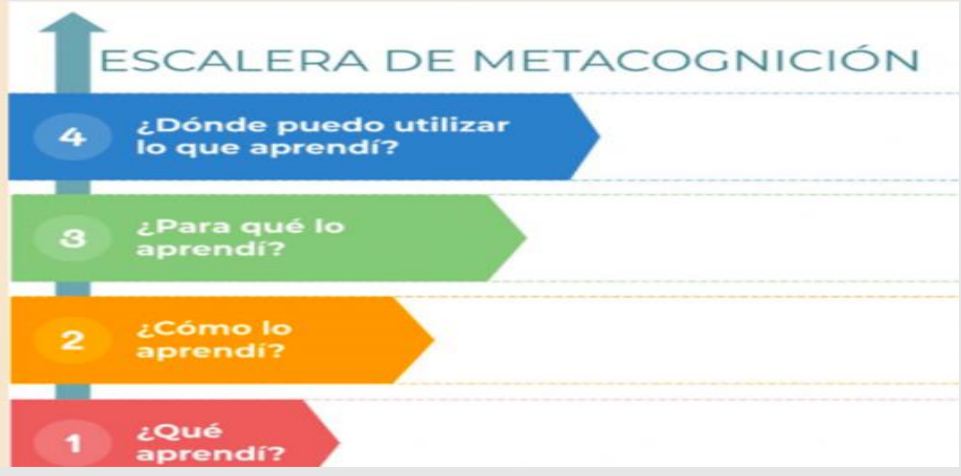 ESCALERA DE METACOGNICIÓN
4
¿Dónde puedo utilizar
lo que aprendí?
3
¿Para qué lo
aprendí?
2
¿Cómo lo
aprendí?
1
¿Qué
aprendí?